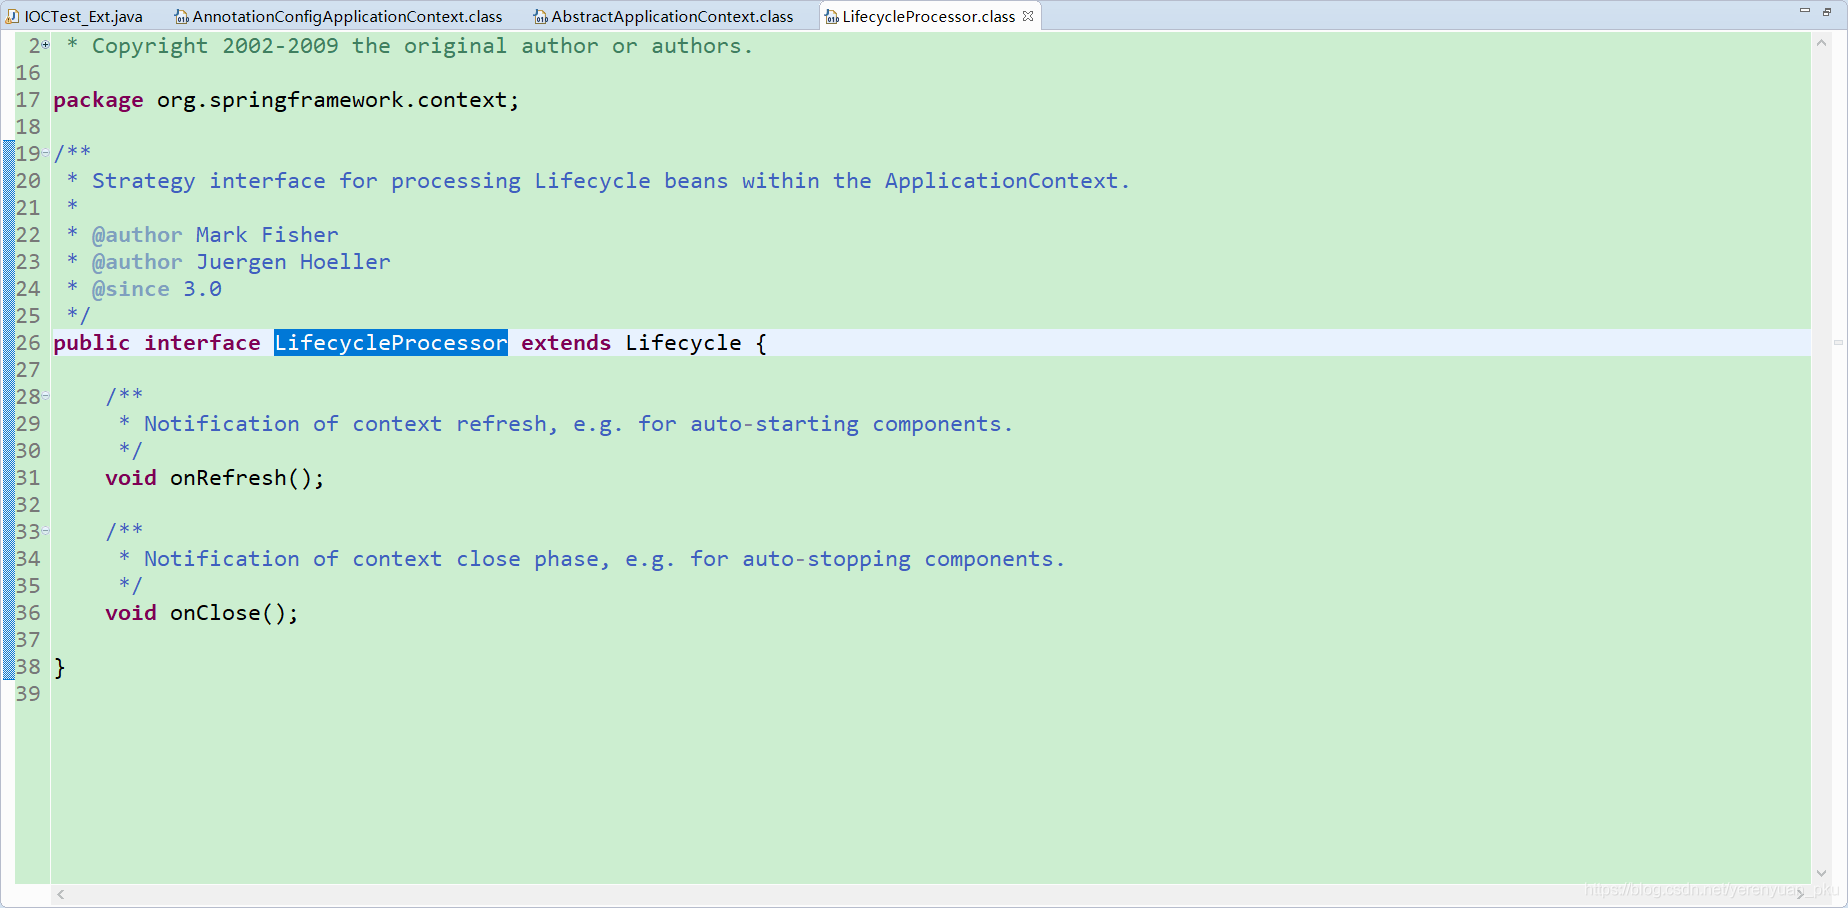 IOCTest_Ext.java AnnotationConfigApplicationContext.class AbstractApplicationContext.class LifecycleProcessor.class
2 * Copyright 2002-2009 the original author or authors.
16
17 package org.springframework.context;
18
19 /**
20 * Strategy interface for processing Lifecycle beans within the ApplicationContext.
21 *
22 * @author Mark Fisher
23 * @author Juergen Hoeller
24 * @since 3.0
25 */
26 public interface LifecycleProcessor extends Lifecycle {
27
28 /**
29 * Notification of context refresh, e.g. for auto-starting components.
30 */
31 void onRefresh();
32
33 /**
34 * Notification of context close phase, e.g. for auto-stopping components.
35 */
36 void onClose();
37
38 }
39
https://blog.csdn.net/yerenyuan_pku